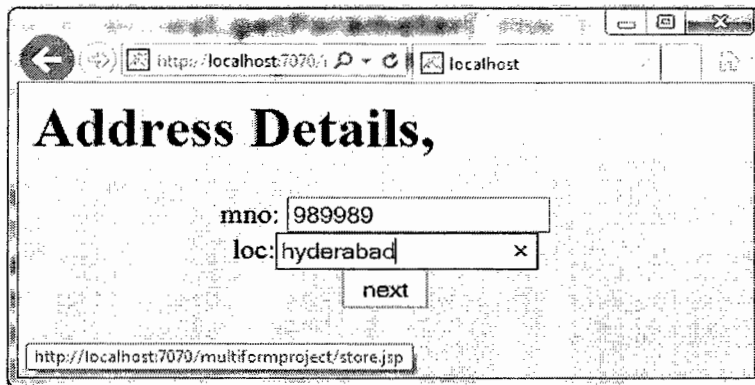 http://localhost:7070/
localhost
Address Details,
mno: 989989
loc: hyderabad
next
http://localhost:7070/multiformproject/store.jsp